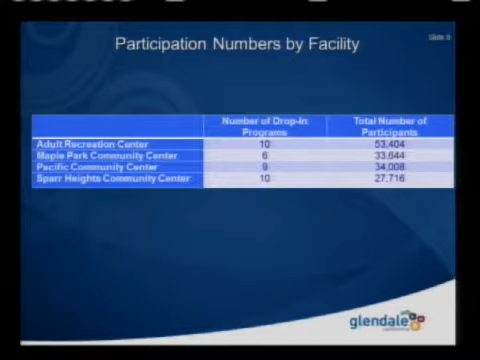 Slide 9
Participation Numbers by Facility
Number of Drop-In Programs
Total Number of Participants
Adult Recreation Center 10 53,404
Maple Park Community Center 6 33,644
Pacific Community Center 9 34,008
Sparr Heights Community Center 10 27,716
glendale